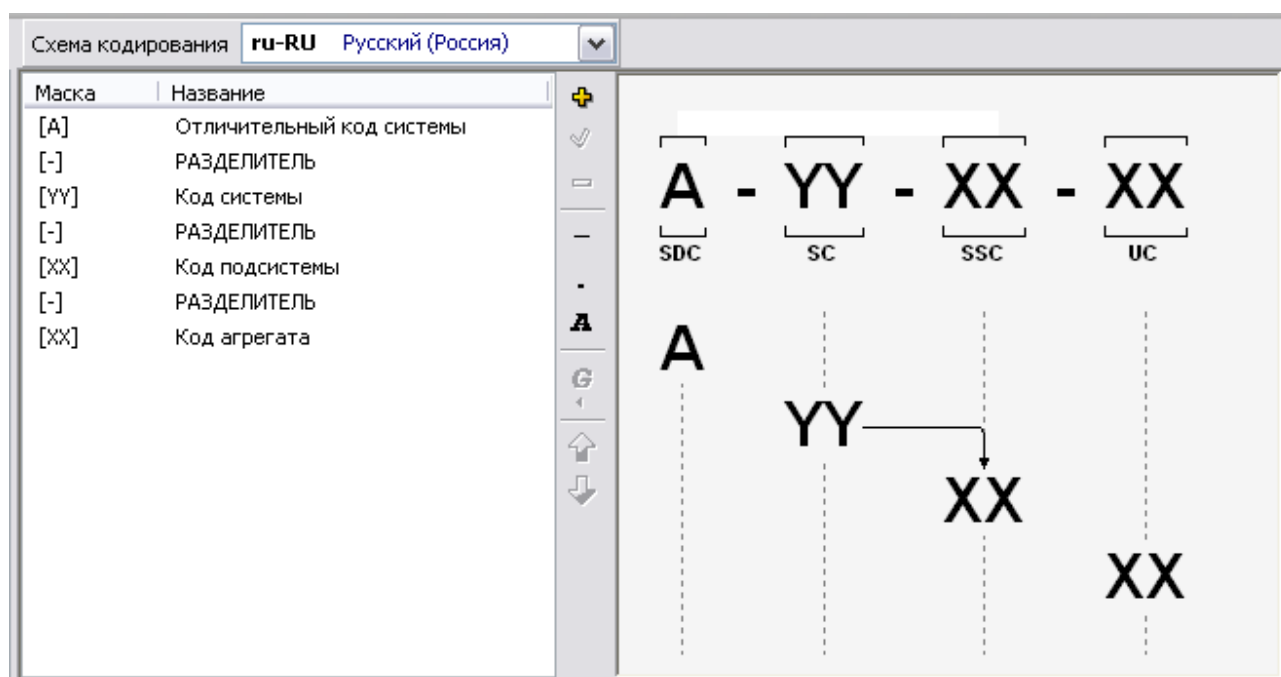 Схема кодирования ru-RU Русский (Россия)
Маска Название
[A] Отличительный код системы
[-] РАЗДЕЛИТЕЛЬ
[YY] Код системы
[-] РАЗДЕЛИТЕЛЬ
[XX] Код подсистемы
[-] РАЗДЕЛИТЕЛЬ
[XX] Код агрегата
A
G
A - YY - XX - XX
SDC SC SSC UC
A
YY
XX
XX